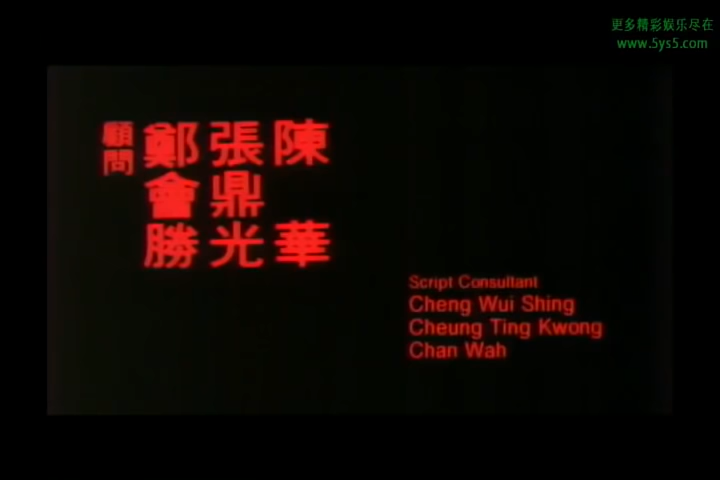 更多精彩娱乐尽在
www.5ys5.com
顧問
鄭會勝
張鼎光
陳華
Script Consultant
Cheng Wui Shing
Cheung Ting Kwong
Chan Wah